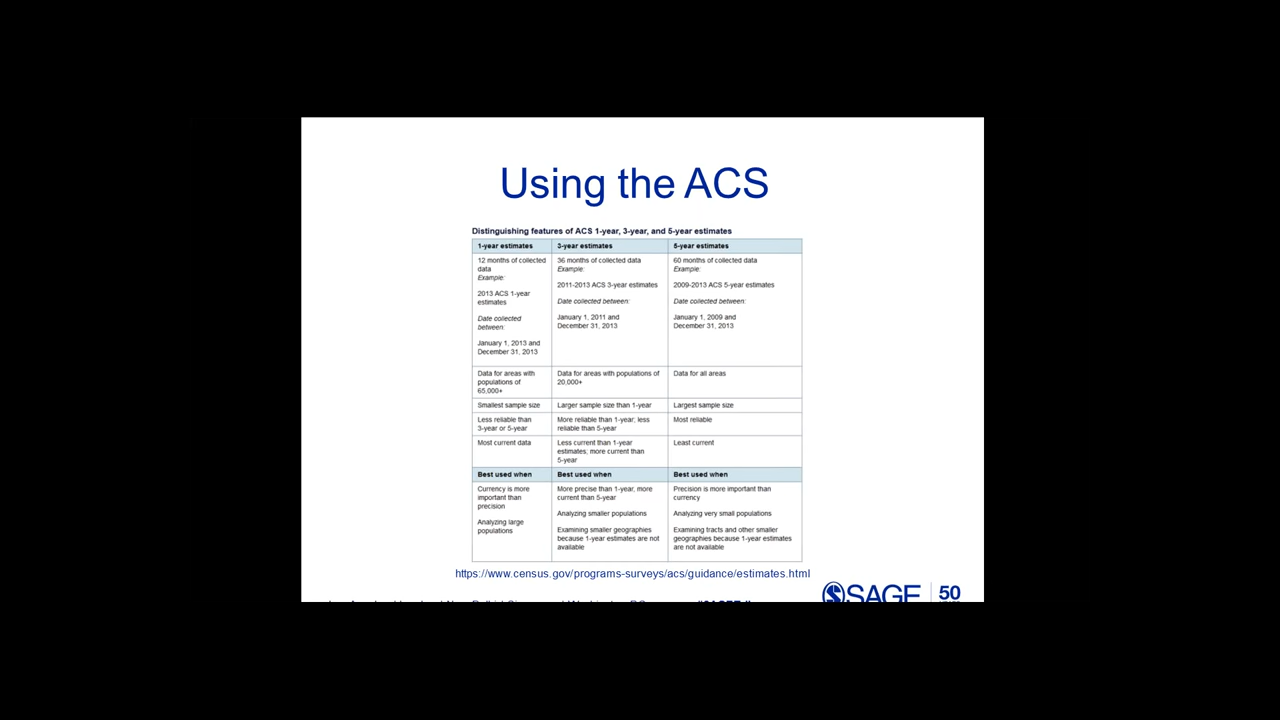 Using the ACS
Distinguishing features of ACS 1-year, 3-year, and 5-year estimates
1-year estimates
3-year estimates
5-year estimates
12 months of collected
data
Example:
2013 ACS 1-year
estimates
Date collected
between:
January 1, 2013 and
December 31, 2013
36 months of collected data
Example:
2011-2013 ACS 3-year estimates
Date collected between:
January 1, 2011 and
December 31, 2013
60 months of collected data
Example:
2009-2013 ACS 5-year estimates
Date collected between:
January 1, 2009 and
December 31, 2013
Data for areas with
populations of
65,000+
Data for areas with populations of
20,000+
Data for all areas
Smallest sample size
Larger sample size than 1-year
Largest sample size
Less reliable than
3-year or 5-year
More reliable than 1-year; less
reliable than 5-year
Most reliable
Most current data
Less current than 1-year
estimates; more current than
5-year
Least current
Best used when
Best used when
Best used when
Currency is more
important than
precision
Analyzing large
populations
More precise than 1-year, more
current than 5-year
Analyzing smaller populations
Examining smaller geographies
because 1-year estimates are not
available
Precision is more important than
currency
Analyzing very small populations
Examining tracts and other smaller
geographies because 1-year estimates
are not available
https://www.census.gov/programs-surveys/acs/guidance/estimates.html
SAGE
50